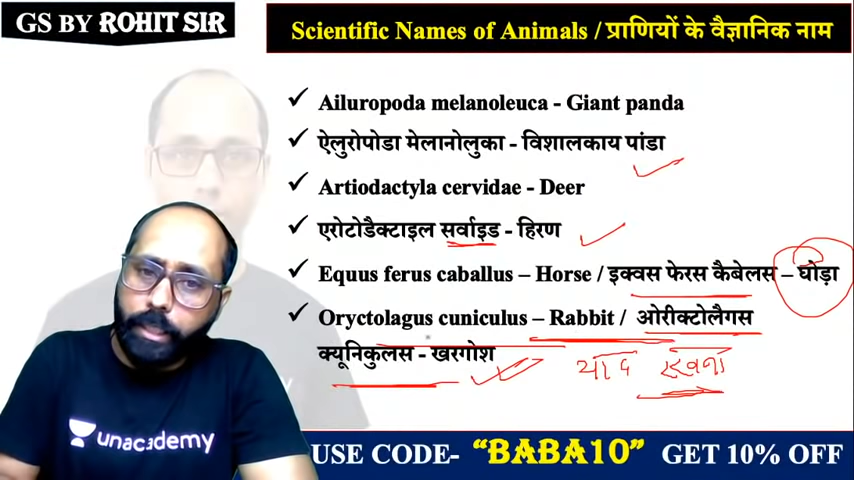 GS BY ROHIT SIR
Scientific Names of Animals / प्राणियों के वैज्ञानिक नाम
Ailuropoda melanoleuca - Giant panda
ऐलुरोपोडा मेलानोलुका - विशालकाय पांडा
Artiodactyla cervidae - Deer
एरोटोडैक्टाइल सर्वाइड - हिरण
Equus ferus caballus – Horse / इक्वस फेरस कैबेलस – घोड़ा
Oryctolagus cuniculus – Rabbit / ओरीक्टोलैगस
क्यूनिकुलस - खरगोश
याद रखना
unacademy
USE CODE- “BABA10” GET 10% OFF